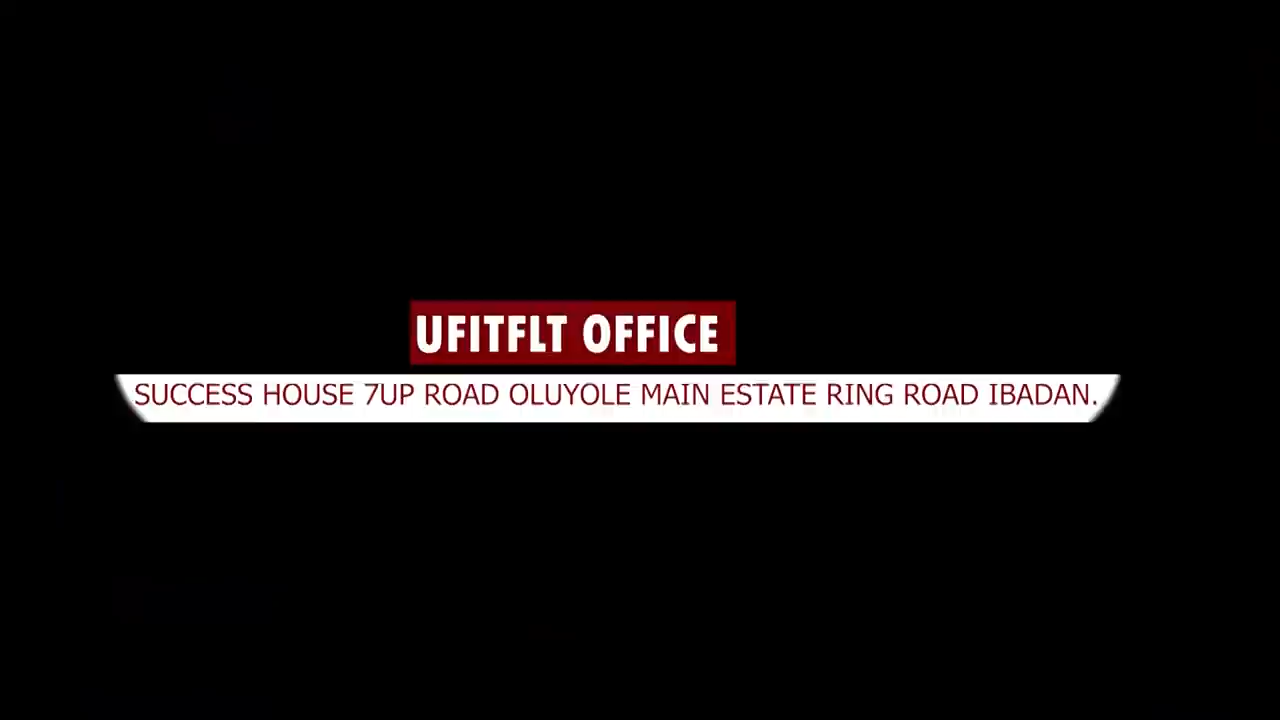 UFITFLT OFFICE
SUCCESS HOUSE 7UP ROAD OLUYOLE MAIN ESTATE RING ROAD IBADAN.